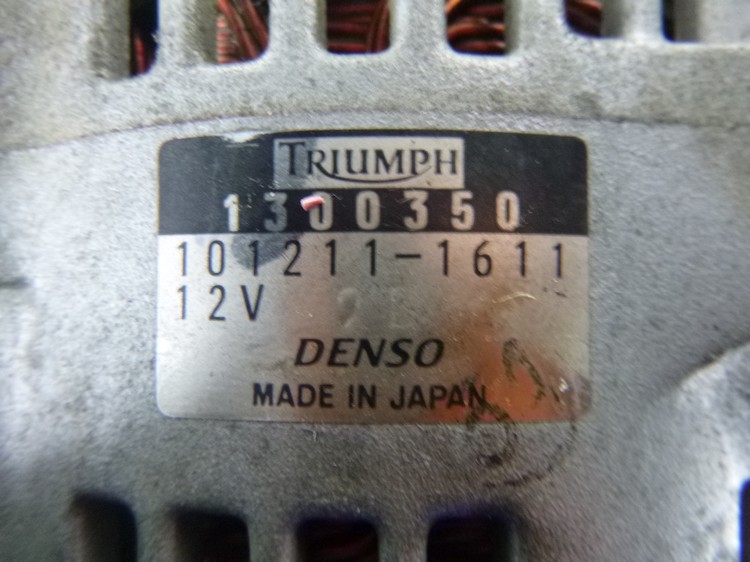 TRIUMPH
1300350
101211-1611
12V
DENSO
MADE IN JAPAN